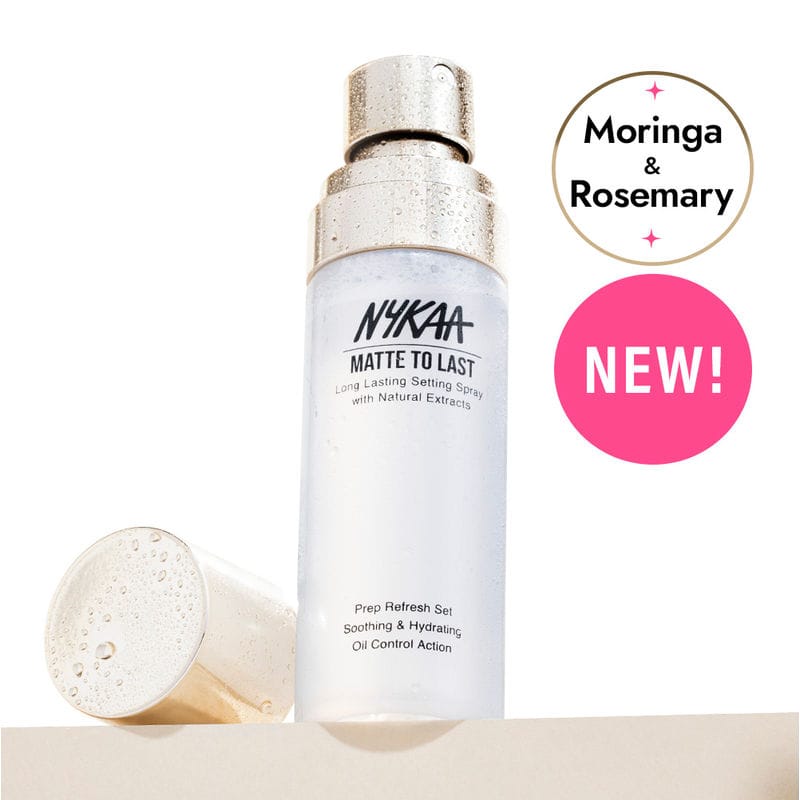 NYKAA
MATTE TO LAST
Long Lasting Setting Spray
with Natural Extracts
Prep Refresh Set
Soothing & Hydrating
Oil Control Action
Moringa
&
Rosemary
NEW!